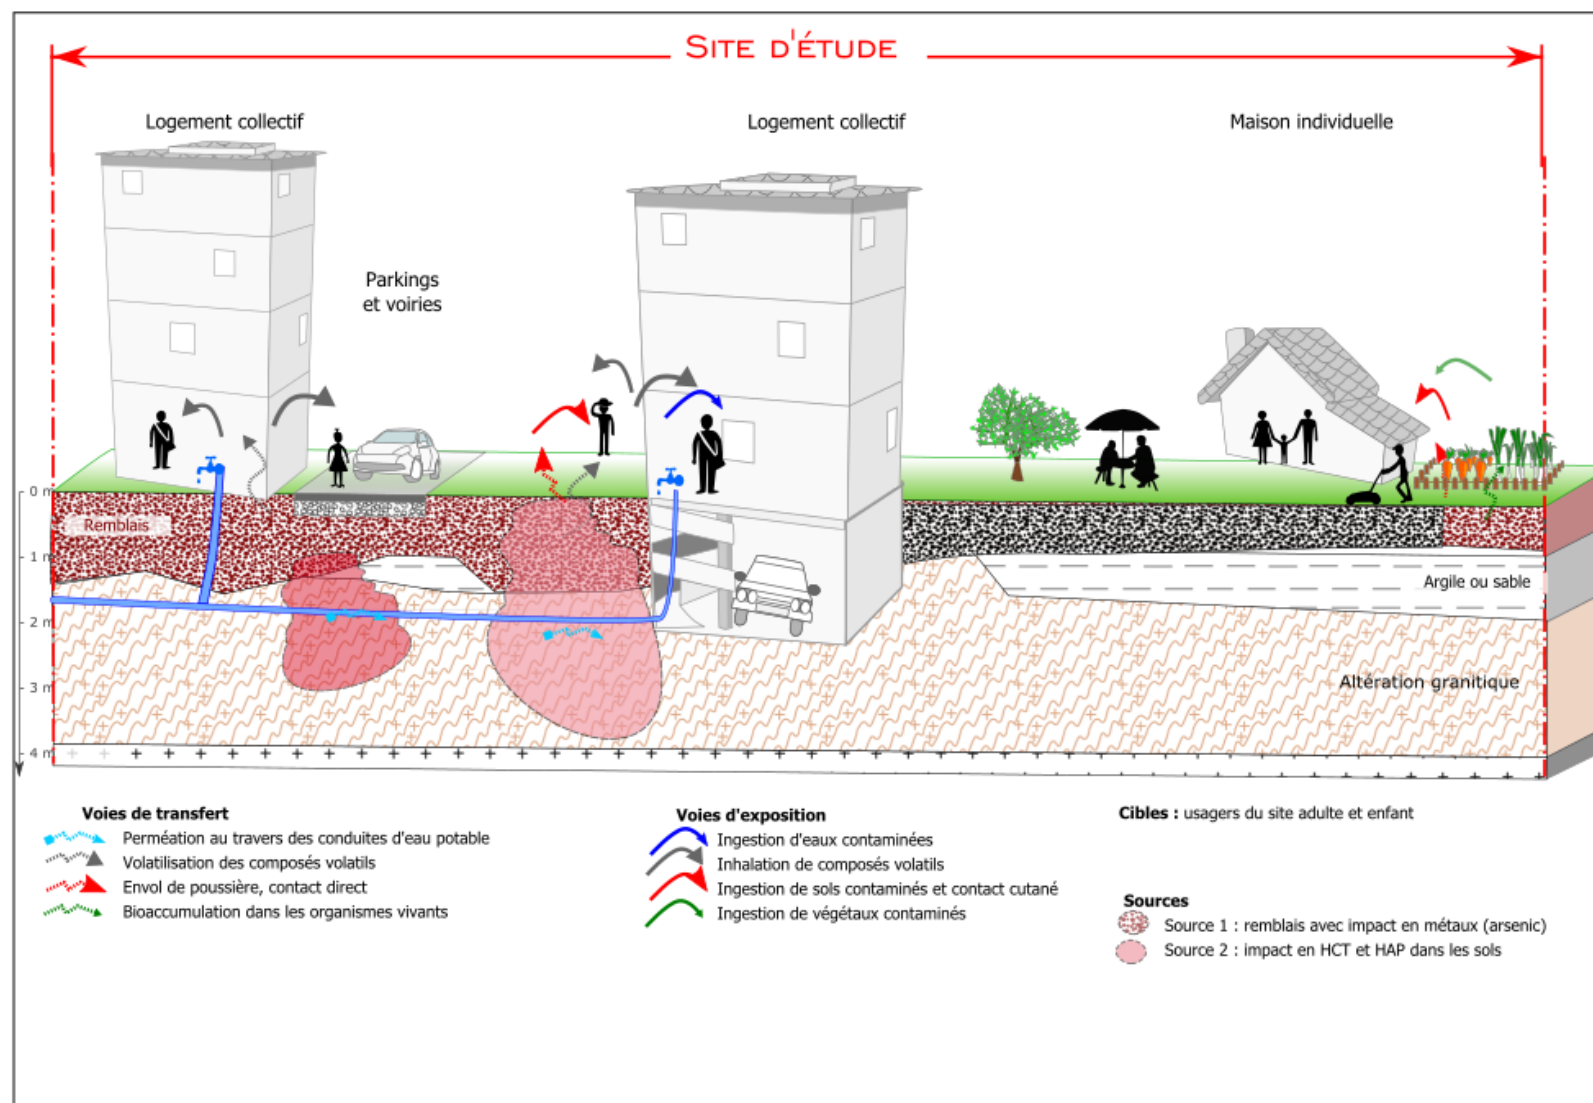 SITE D'ÉTUDE
Logement collectif
Logement collectif
Maison individuelle
Parkings
et voiries
0 m
Remblais
1 m
Argile ou sable
2 m
3 m
Altération granitique
4 m
Voies de transfert
Perméation au travers des conduites d'eau potable
Volatilisation des composés volatils
Envol de poussière, contact direct
Bioaccumulation dans les organismes vivants
Voies d'exposition
Ingestion d'eaux contaminées
Inhalation de composés volatils
Ingestion de sols contaminés et contact cutané
Ingestion de végétaux contaminés
Cibles : usagers du site adulte et enfant
Sources
Source 1 : remblais avec impact en métaux (arsenic)
Source 2 : impact en HCT et HAP dans les sols